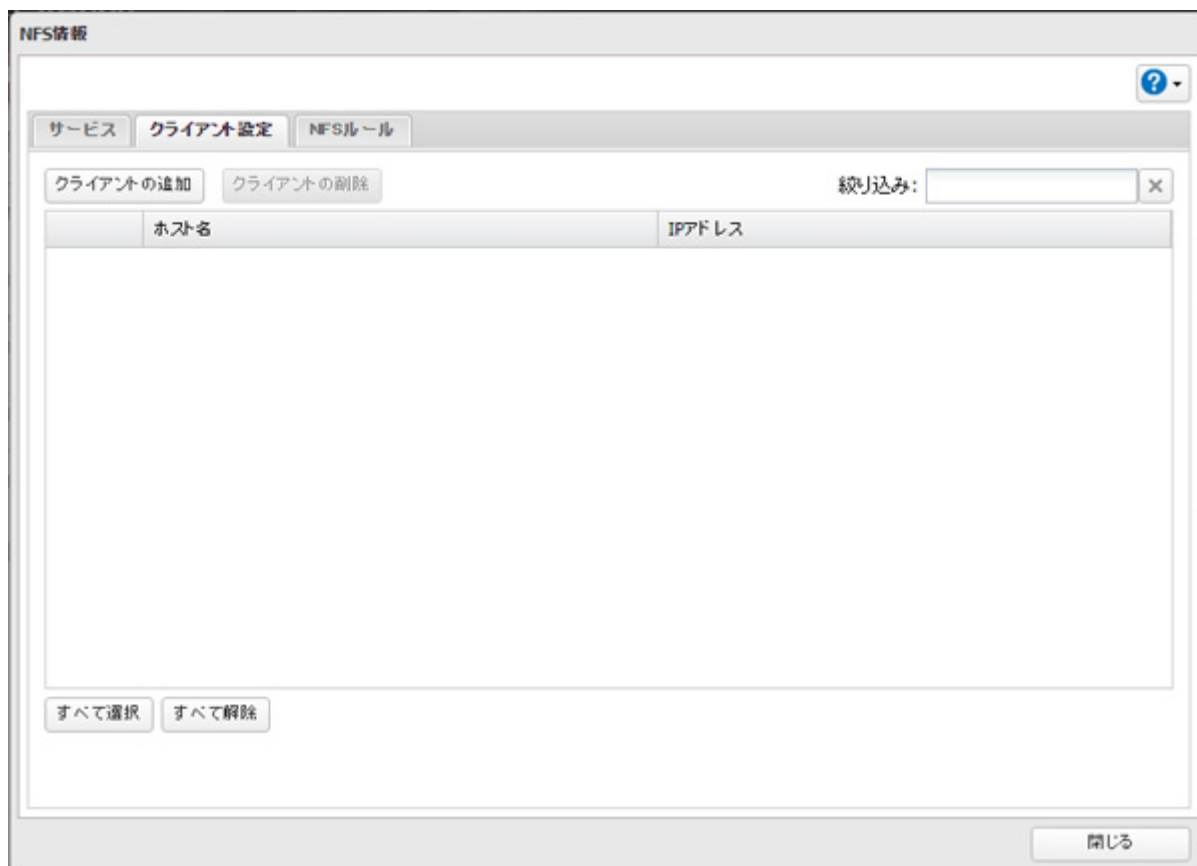 NFS情報
サービス クライアント設定 NFSルール
クライアントの追加 クライアントの削除 絞り込み:
ホスト名 IPアドレス
すべて選択 すべて解除
閉じる